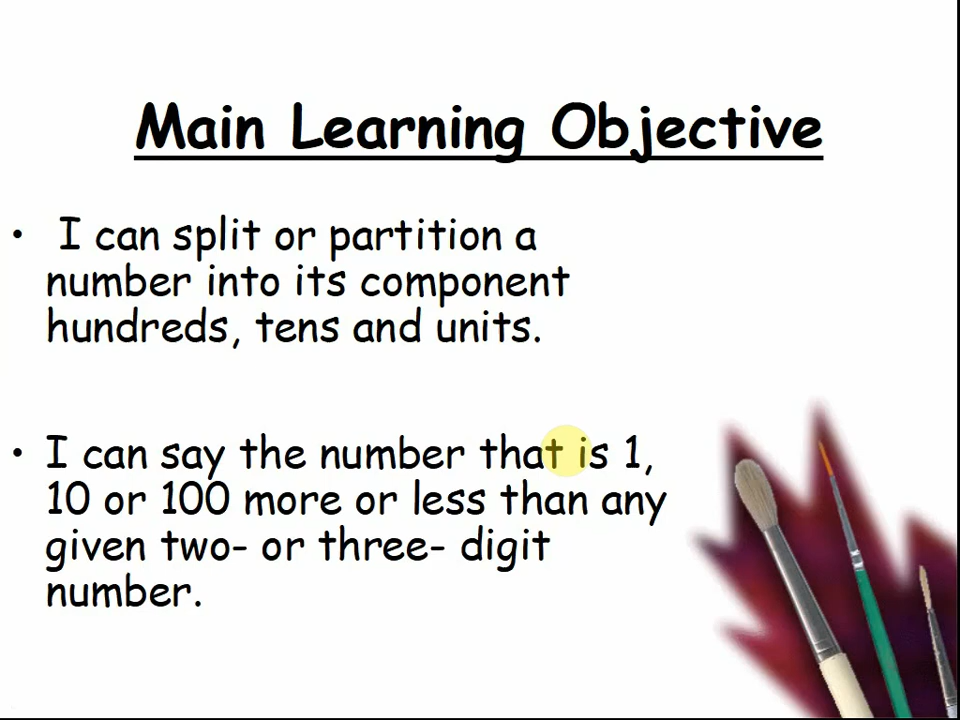 Main Learning Objective
• I can split or partition a
number into its component
hundreds, tens and units.
• I can say the number that is 1,
10 or 100 more or less than any
given two- or three- digit
number.